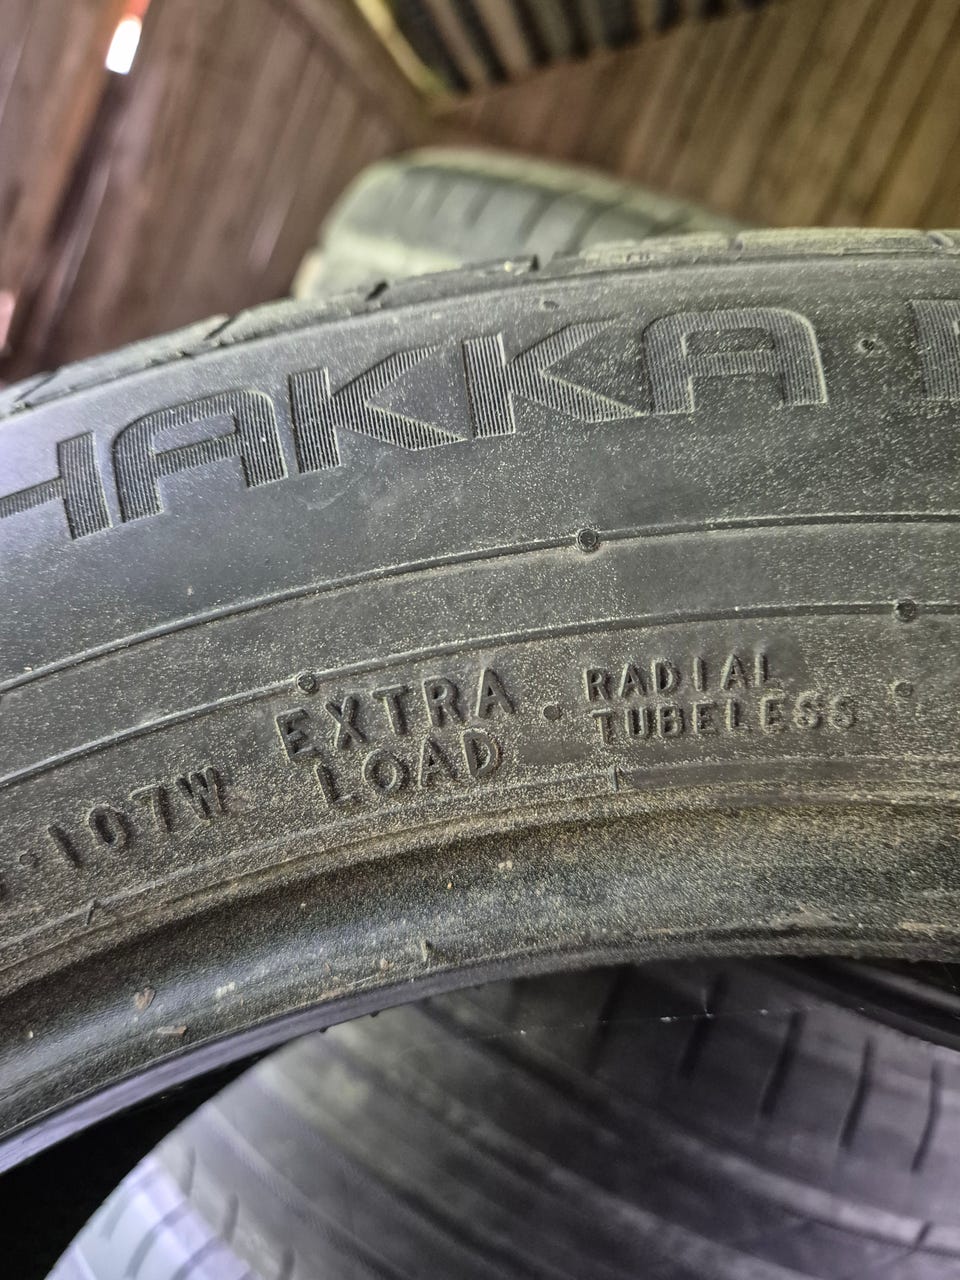 HAKKA
107W
EXTRA
LOAD
RADIAL
TUBELESS